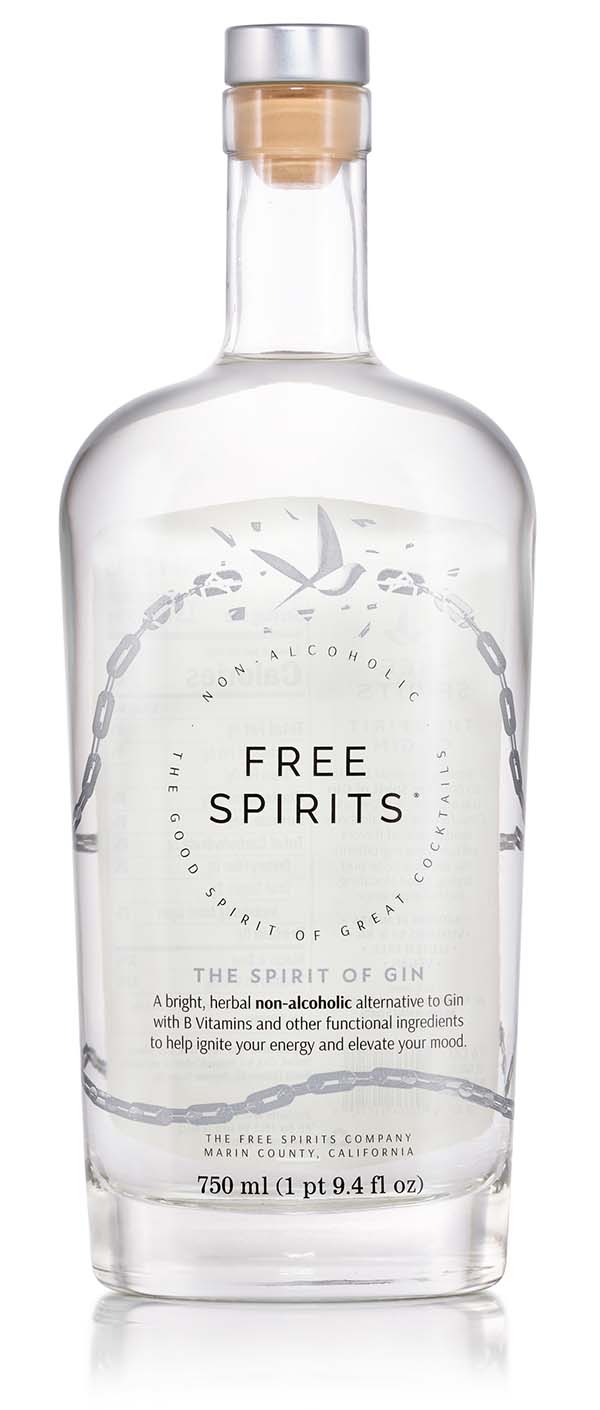 · NON-ALCOHOLIC ·
FREE
SPIRITS®
THE GOOD SPIRIT OF GREAT COCKTAILS
THE SPIRIT OF GIN
A bright, herbal non-alcoholic alternative to Gin
with B Vitamins and other functional ingredients
to help ignite your energy and elevate your mood.
THE FREE SPIRITS COMPANY
MARIN COUNTY, CALIFORNIA
750 ml (1 pt 9.4 fl oz)